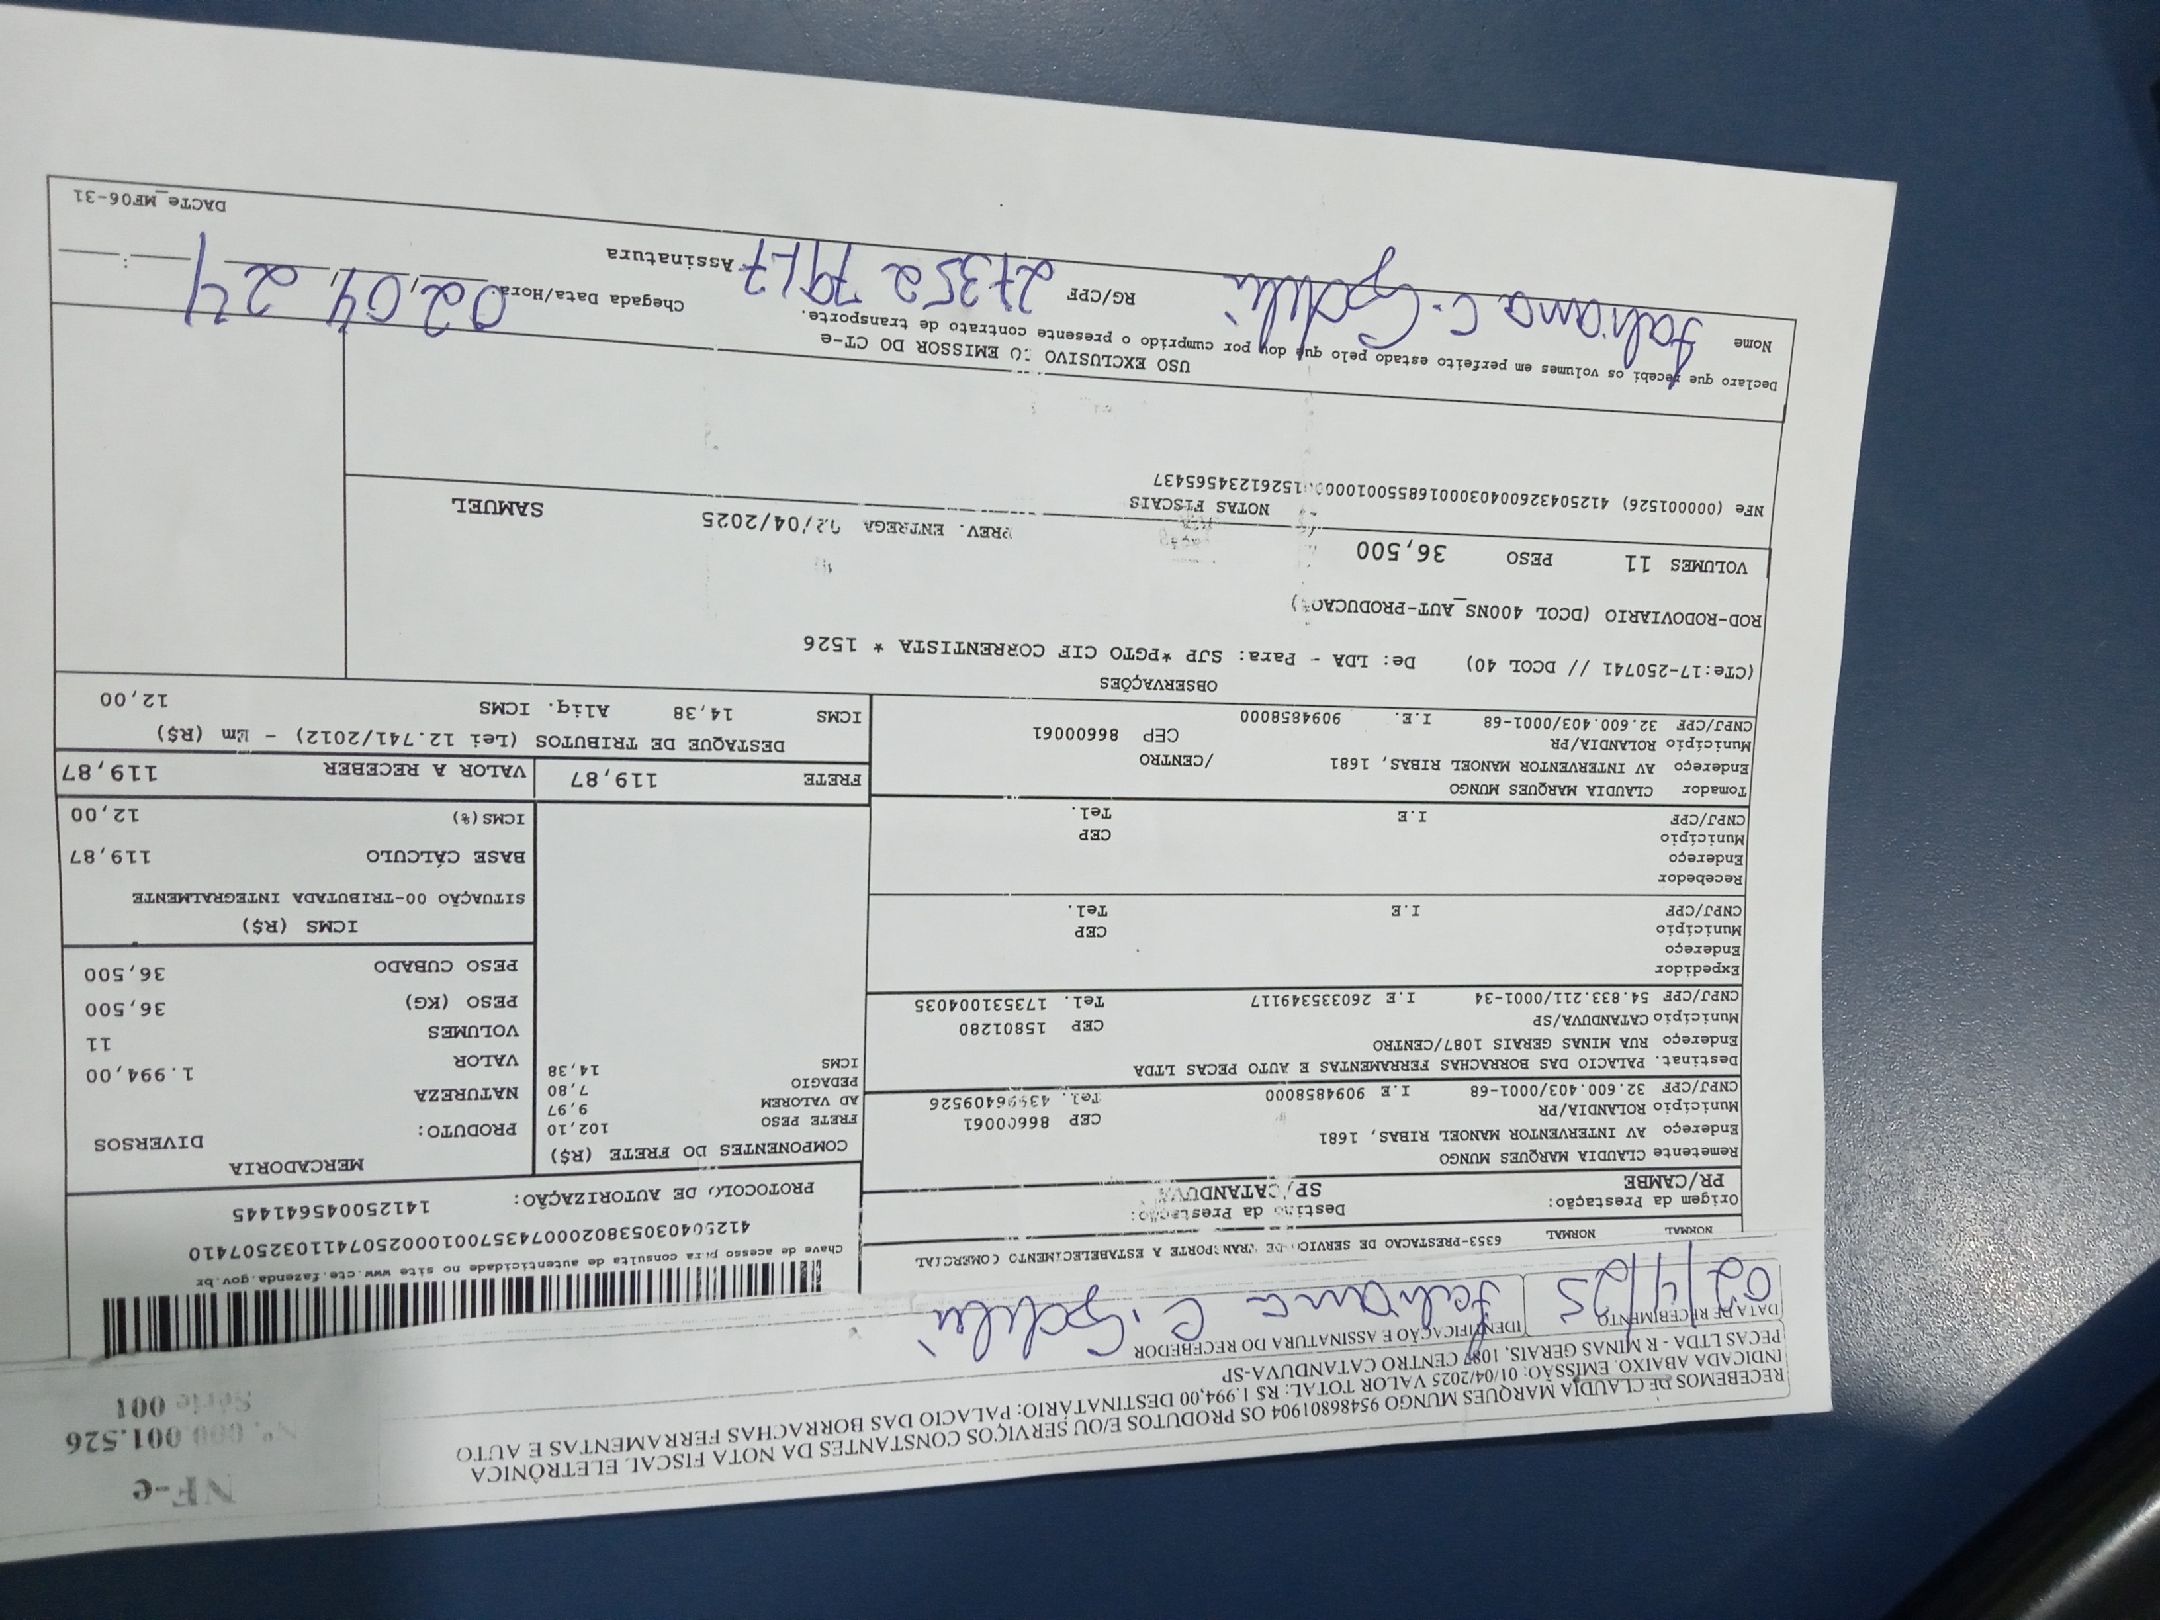 RECEBEMOS DE CLAUDIA MARQUES MUNGO 95486801904 OS PRODUTOS E/OU SERVIÇOS CONSTANTES DA NOTA FISCAL ELETRÔNICA
INDICADA ABAIXO. EMISSÃO: 01/04/2025 VALOR TOTAL: R$ 1.994,00 DESTINATÁRIO: PALACIO DAS BORRACHAS FERRAMENTAS E AUTO
PECAS LTDA - R MINAS GERAIS, 1087 CENTRO CATANDUVA-SP
NF-e
Nº. 000.001.526
Série 001
DATA DE RECEBIMENTO
02/4/25
IDENTIFICAÇÃO E ASSINATURA DO RECEBEDOR
NORMAL NORMAL 6353-PRESTACAO DE SERVICO DE TRANSPORTE A ESTABELECIMENTO COMERCIAL
Chave de acesso para consulta de autenticidade no site www.cte.fazenda.gov.br
PROTOCOLO DE AUTORIZAÇÃO: 141250045641445
Origem da Prestação: Destino da Prestação:
PR/CAMBE SP/CATANDUVA
Remetente CLAUDIA MARQUES MUNGO
Endereço AV INTERVENTOR MANOEL RIBAS, 1681
Município ROLANDIA/PR CEP 86600061
CNPJ/CPF 32.600.403/0001-68 I.E 9094858000 Tel.
Destinat. PALACIO DAS BORRACHAS FERRAMENTAS E AUTO PECAS LTDA
Endereço RUA MINAS GERAIS 1087/CENTRO
Município CATANDUVA/SP CEP 15801280
CNPJ/CPF 54.833.211/0001-34 I.E 260335349117 Tel. 173531004035
Expedidor
Endereço
Município CEP
CNPJ/CPF I.E Tel.
Recebedor
Endereço
Município CEP
CNPJ/CPF I.E Tel.
Tomador CLAUDIA MARQUES MUNGO
Endereço AV INTERVENTOR MANOEL RIBAS, 1681 /CENTRO
Município ROLANDIA/PR CEP 86600061
CNPJ/CPF 32.600.403/0001-68 I.E. 9094858000
COMPONENTES DO FRETE (R$)
FRETE PESO 102,10
AD VALOREM 9,97
PEDAGIO 7,80
ICMS 14,38
MERCADORIA
PRODUTO: DIVERSOS
NATUREZA
VALOR 1.994,00
VOLUMES 11
PESO (KG) 36,500
PESO CUBADO 36,500
ICMS (R$)
SITUAÇÃO 00-TRIBUTADA INTEGRALMENTE
BASE CÁLCULO 119,87
ICMS(%) 12,00
FRETE 119,87 VALOR A RECEBER 119,87
DESTAQUE DE TRIBUTOS (Lei 12.741/2012) - Em (R$)
ICMS 14,38 Aliq. ICMS 12,00
OBSERVAÇÕES
(CTe:17-250741 // DCOL 40) De: LDA - Para: SJP *PGTO CIF CORRENTISTA * 1526
ROD-RODOVIARIO (DCOL 400NS_AUT-PRODUCAO*)
VOLUMES 11 PESO 36,500 PREV. ENTREGA 02/04/2025 SAMUEL
NOTAS FISCAIS
NFe (000001526)
USO EXCLUSIVO DO EMISSOR DO CT-e
Declaro que recebi os volumes em perfeito estado pelo que dou por cumprido o presente contrato de transporte.
Nome RG/CPF Assinatura Chegada Data/Hora 02,04,24
DACTe_MF06-31